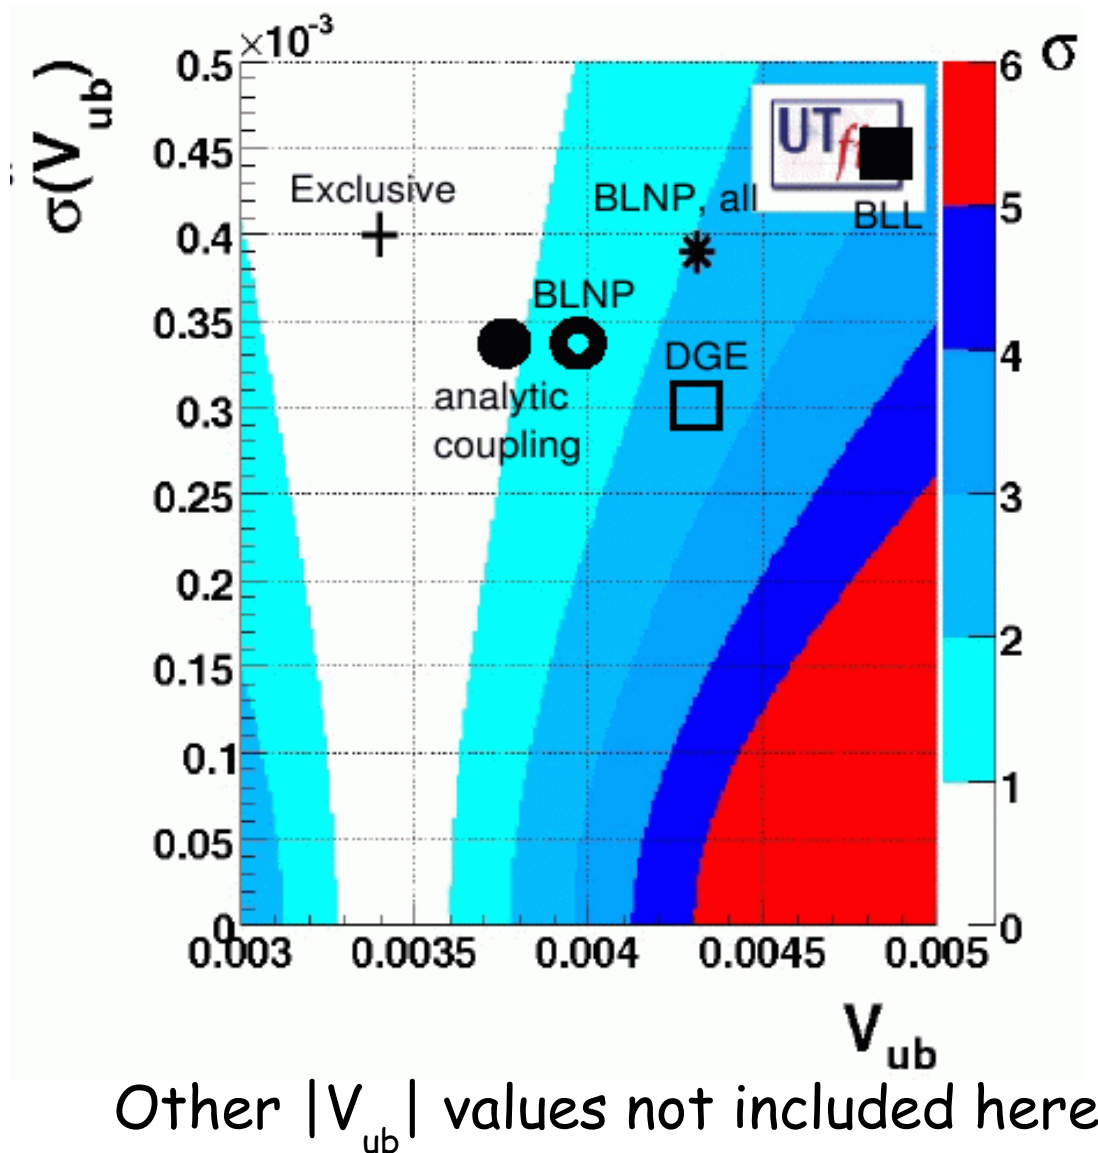 ×10⁻³
σ
σ(V_ub)
0.5
0.45
0.4
0.35
0.3
0.25
0.2
0.15
0.1
0.05
0
6
5
4
3
2
1
0
UTfi
Exclusive
BLNP, all
BLL
BLNP
DGE
analytic
coupling
0.003 0.0035 0.004 0.0045 0.005
V_ub
Other |V_ub| values not included here